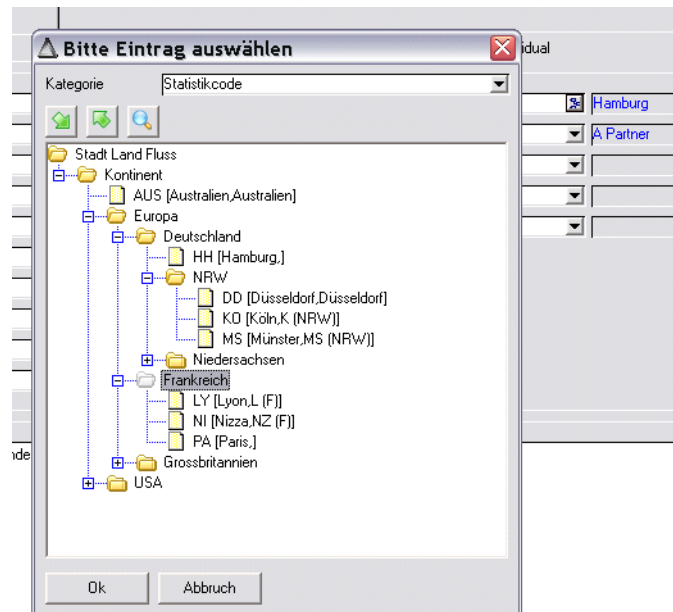 Bitte Eintrag auswählen
idual
Kategorie Statistikcode
Hamburg
A Partner
Stadt Land Fluss
Kontinent
AUS [Australien,Australien]
Europa
Deutschland
HH [Hamburg,]
NRW
DD [Düsseldorf,Düsseldorf]
KO [Köln,K (NRW)]
MS [Münster,MS (NRW)]
Niedersachsen
Frankreich
LY [Lyon,L (F)]
NI [Nizza,NZ (F)]
PA [Paris,]
nde
Grossbritannien
USA
Ok Abbruch